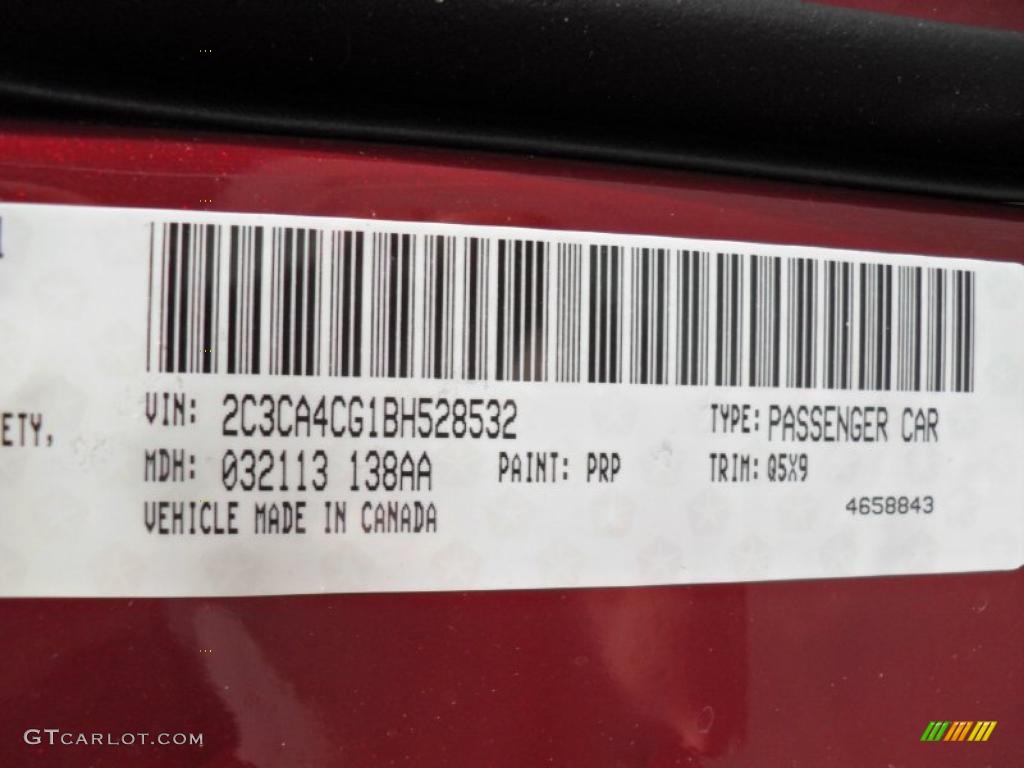 ETY,
VIN: 2C3CA4CG1BH528532 TYPE: PASSENGER CAR
MDH: 032113 138AA PAINT: PRP TRIM: Q5X9
VEHICLE MADE IN CANADA 4658843
GTCARLOT.COM